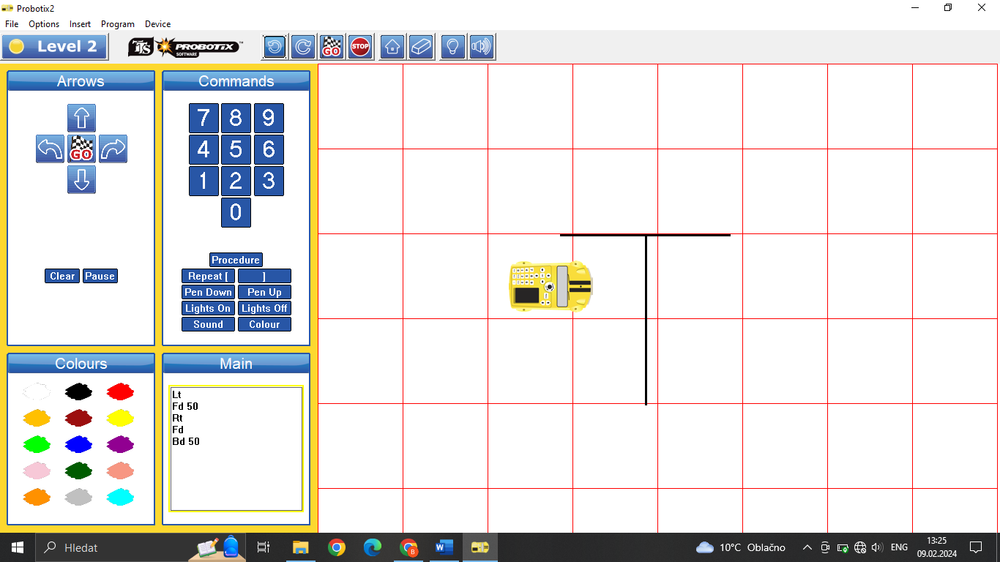 Probotix2
File Options Insert Program Device
Level 2
TTS PROBOTIX™
SOFTWARE
GO
STOP
Arrows
GO
Clear Pause
Commands
7 8 9
4 5 6
1 2 3
0
Procedure
Repeat [ ]
Pen Down Pen Up
Lights On Lights Off
Sound Colour
Colours
Main
Lt
Fd 50
Rt
Fd
Bd 50
Hledat
B
W
10°C Oblačno
ENG
13:25
09.02.2024